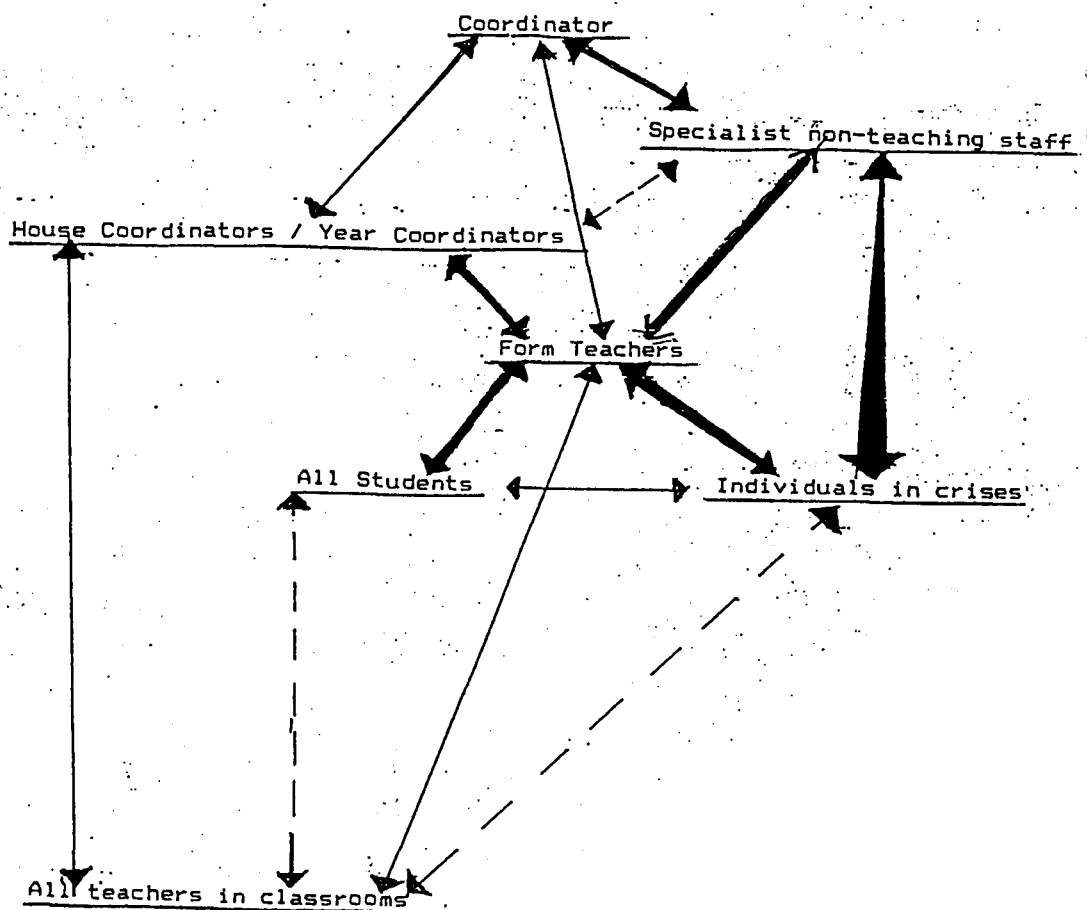 Coordinator
Specialist non-teaching staff
House Coordinators / Year Coordinators
Form Teachers
All Students
Individuals in crises
All teachers in classrooms